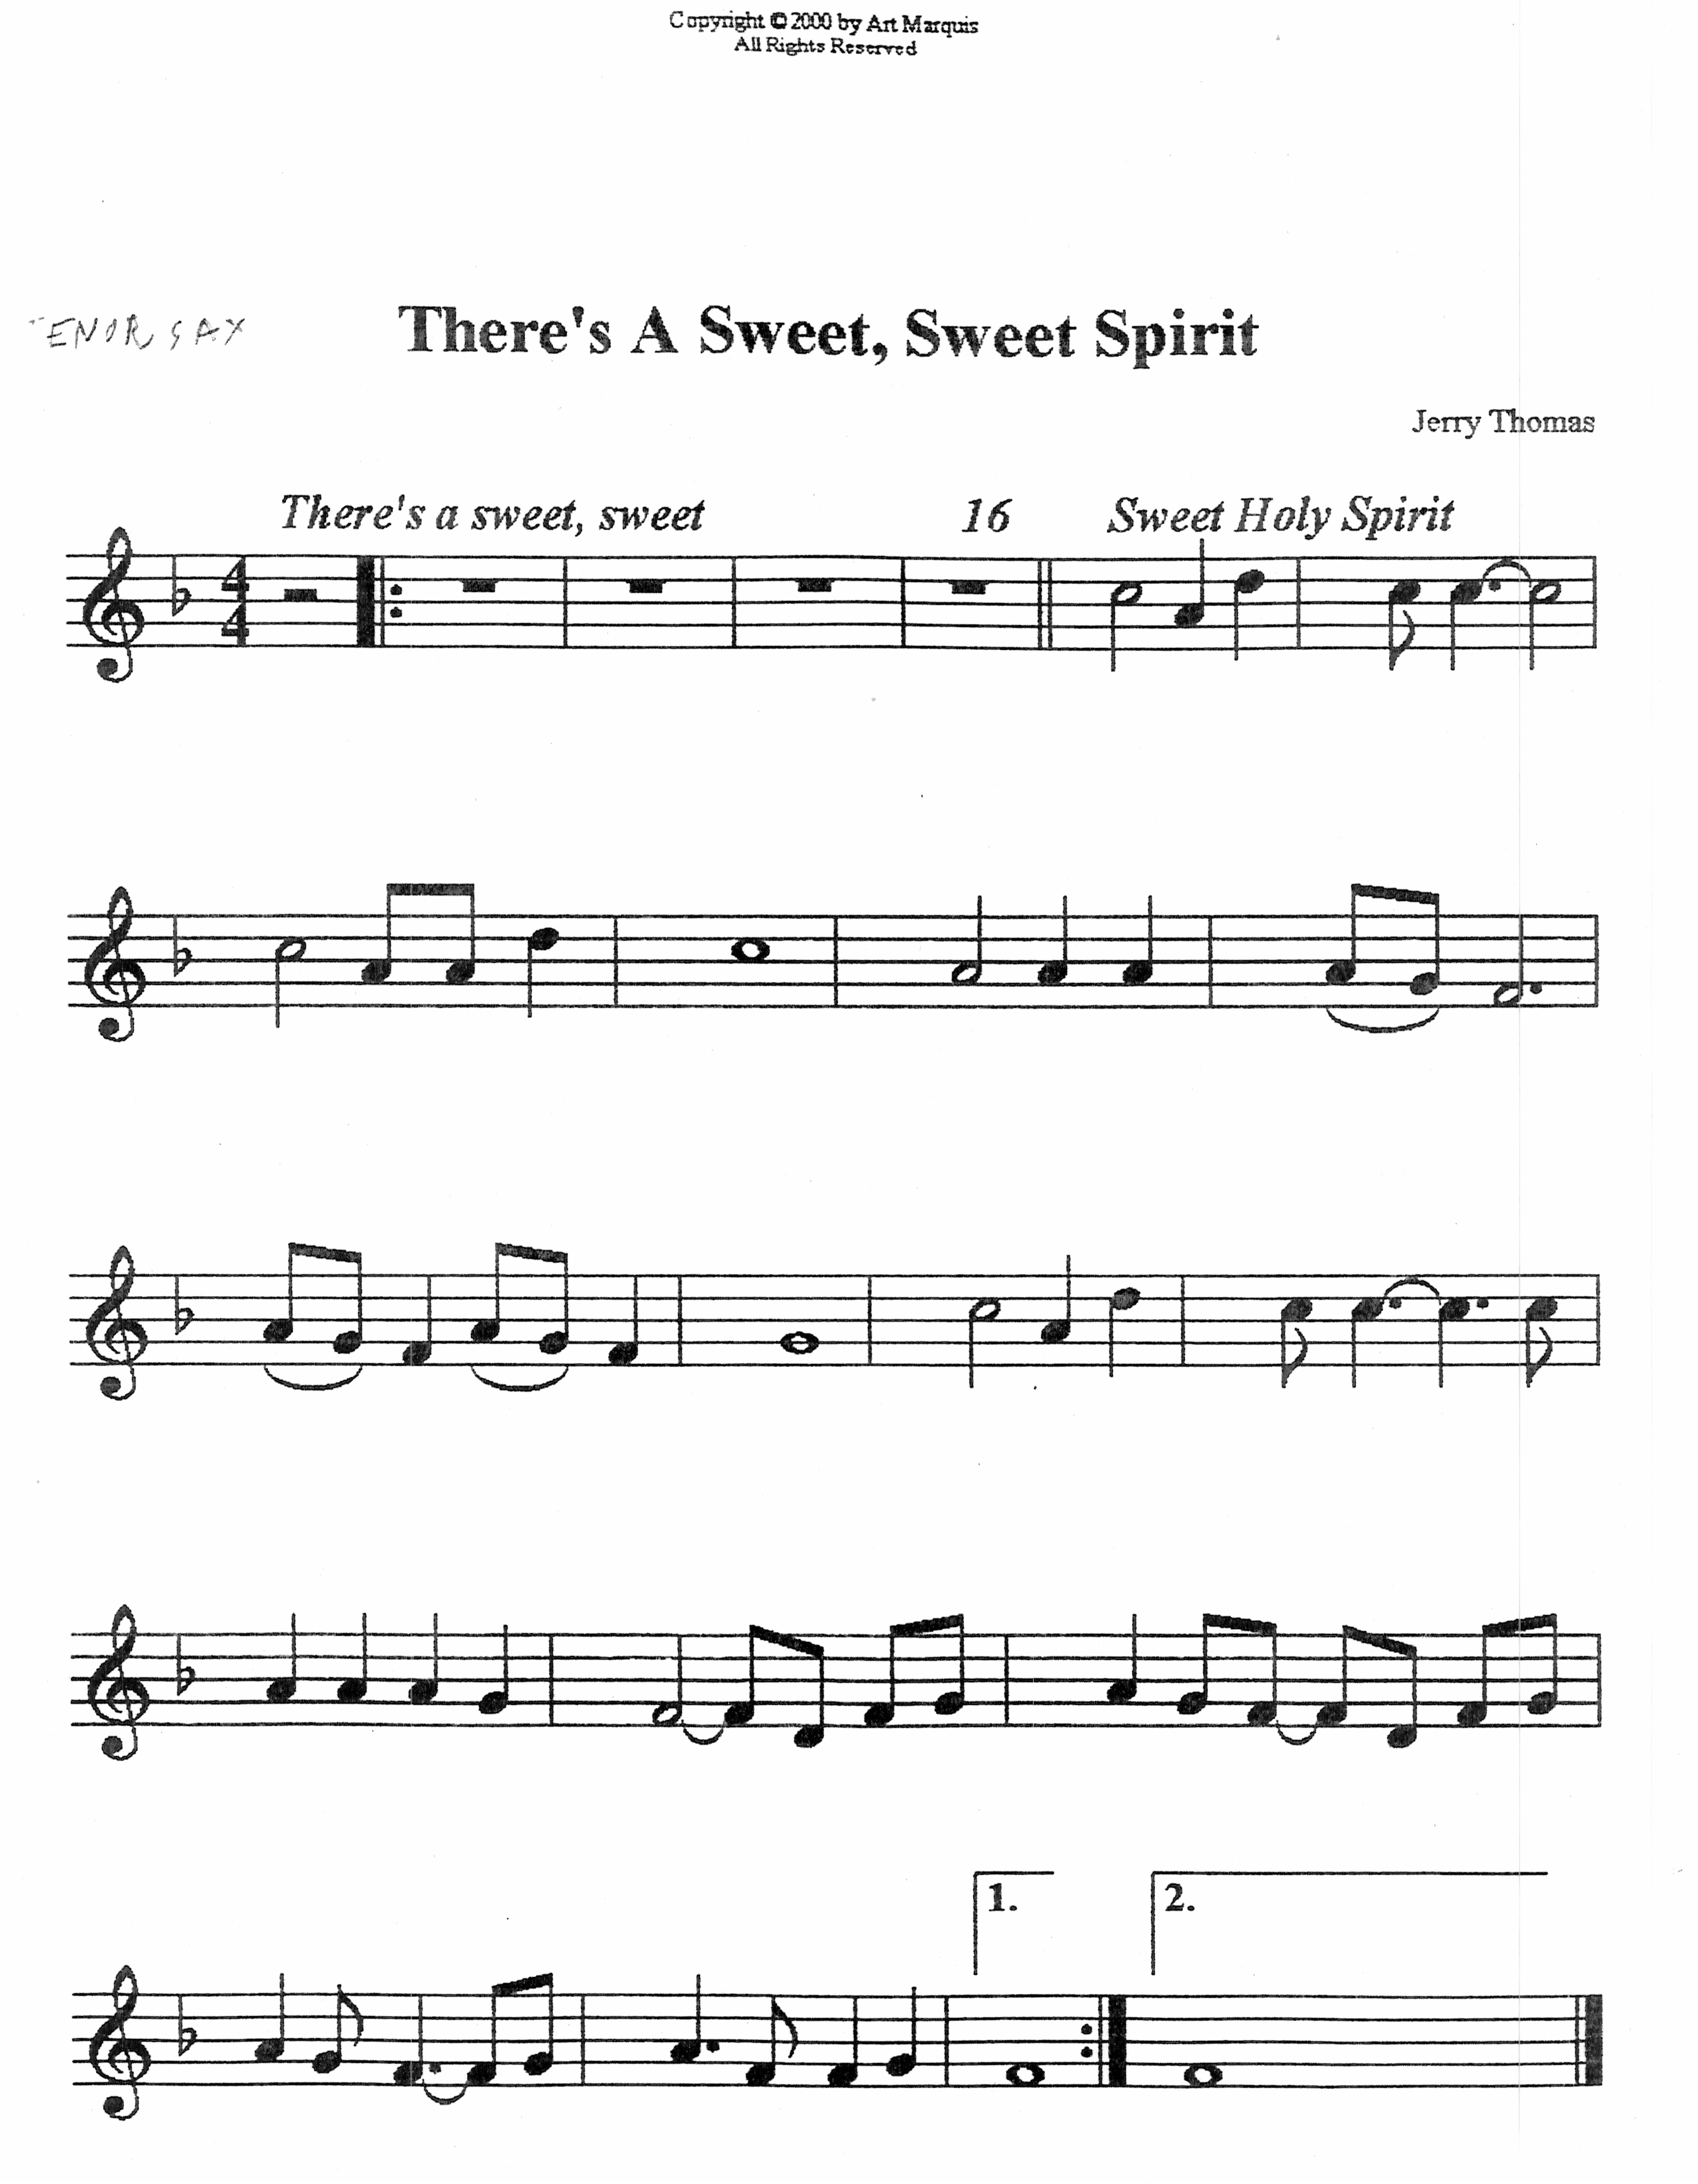 Copyright © 2000 by Art Marquis
All Rights Reserved
TENOR SAX
There's A Sweet, Sweet Spirit
Jerry Thomas
There's a sweet, sweet
16
Sweet Holy Spirit
4
4
1.
2.